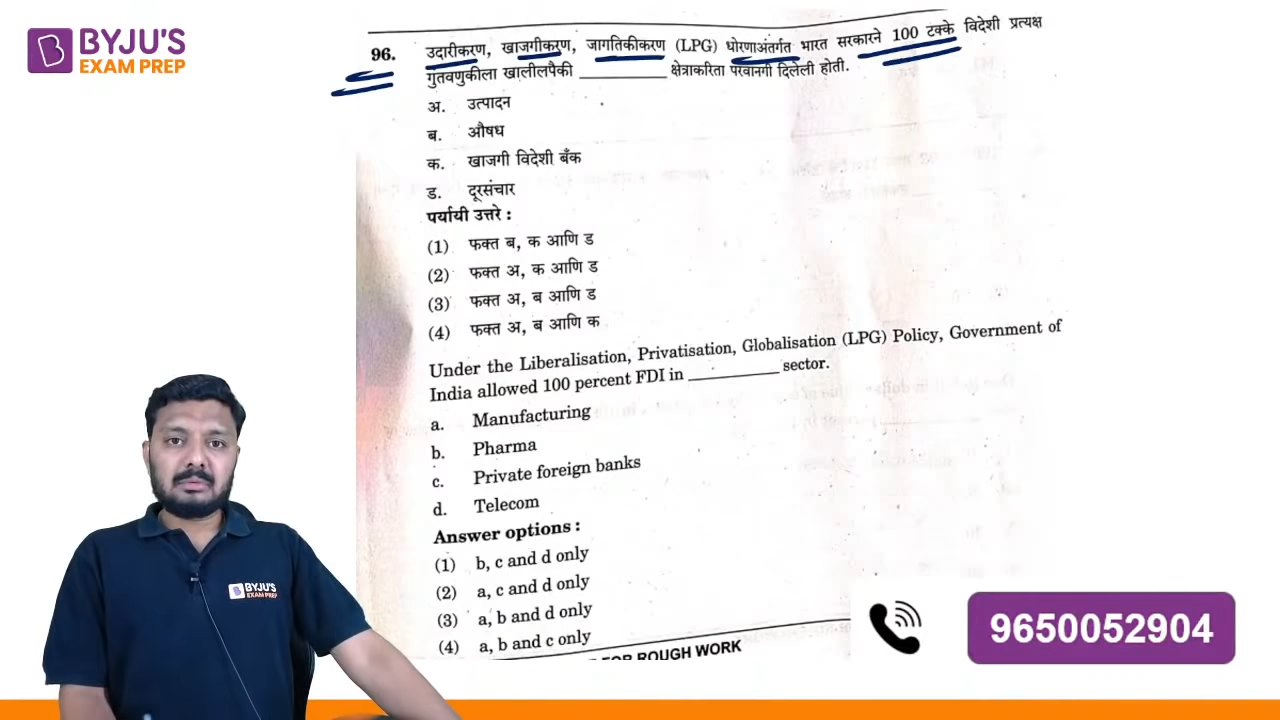 BYJU'S
EXAM PREP
96. उदारीकरण, खाजगीकरण, जागतिकीकरण (LPG) धोरणाअंतर्गत भारत सरकारने 100 टक्के विदेशी प्रत्यक्ष
गुंतवणुकीला खालीलपैकी __________ क्षेत्राकरिता परवानगी दिलेली होती.
अ. उत्पादन
ब. औषध
क. खाजगी विदेशी बँक
ड. दूरसंचार
पर्यायी उत्तरे :
(1) फक्त ब, क आणि ड
(2) फक्त अ, क आणि ड
(3) फक्त अ, ब आणि ड
(4) फक्त अ, ब आणि क
Under the Liberalisation, Privatisation, Globalisation (LPG) Policy, Government of
India allowed 100 percent FDI in __________ sector.
a. Manufacturing
b. Pharma
c. Private foreign banks
d. Telecom
Answer options :
(1) b, c and d only
(2) a, c and d only
(3) a, b and d only
(4) a, b and c only
FOR ROUGH WORK
BYJU'S
EXAM PREP
9650052904